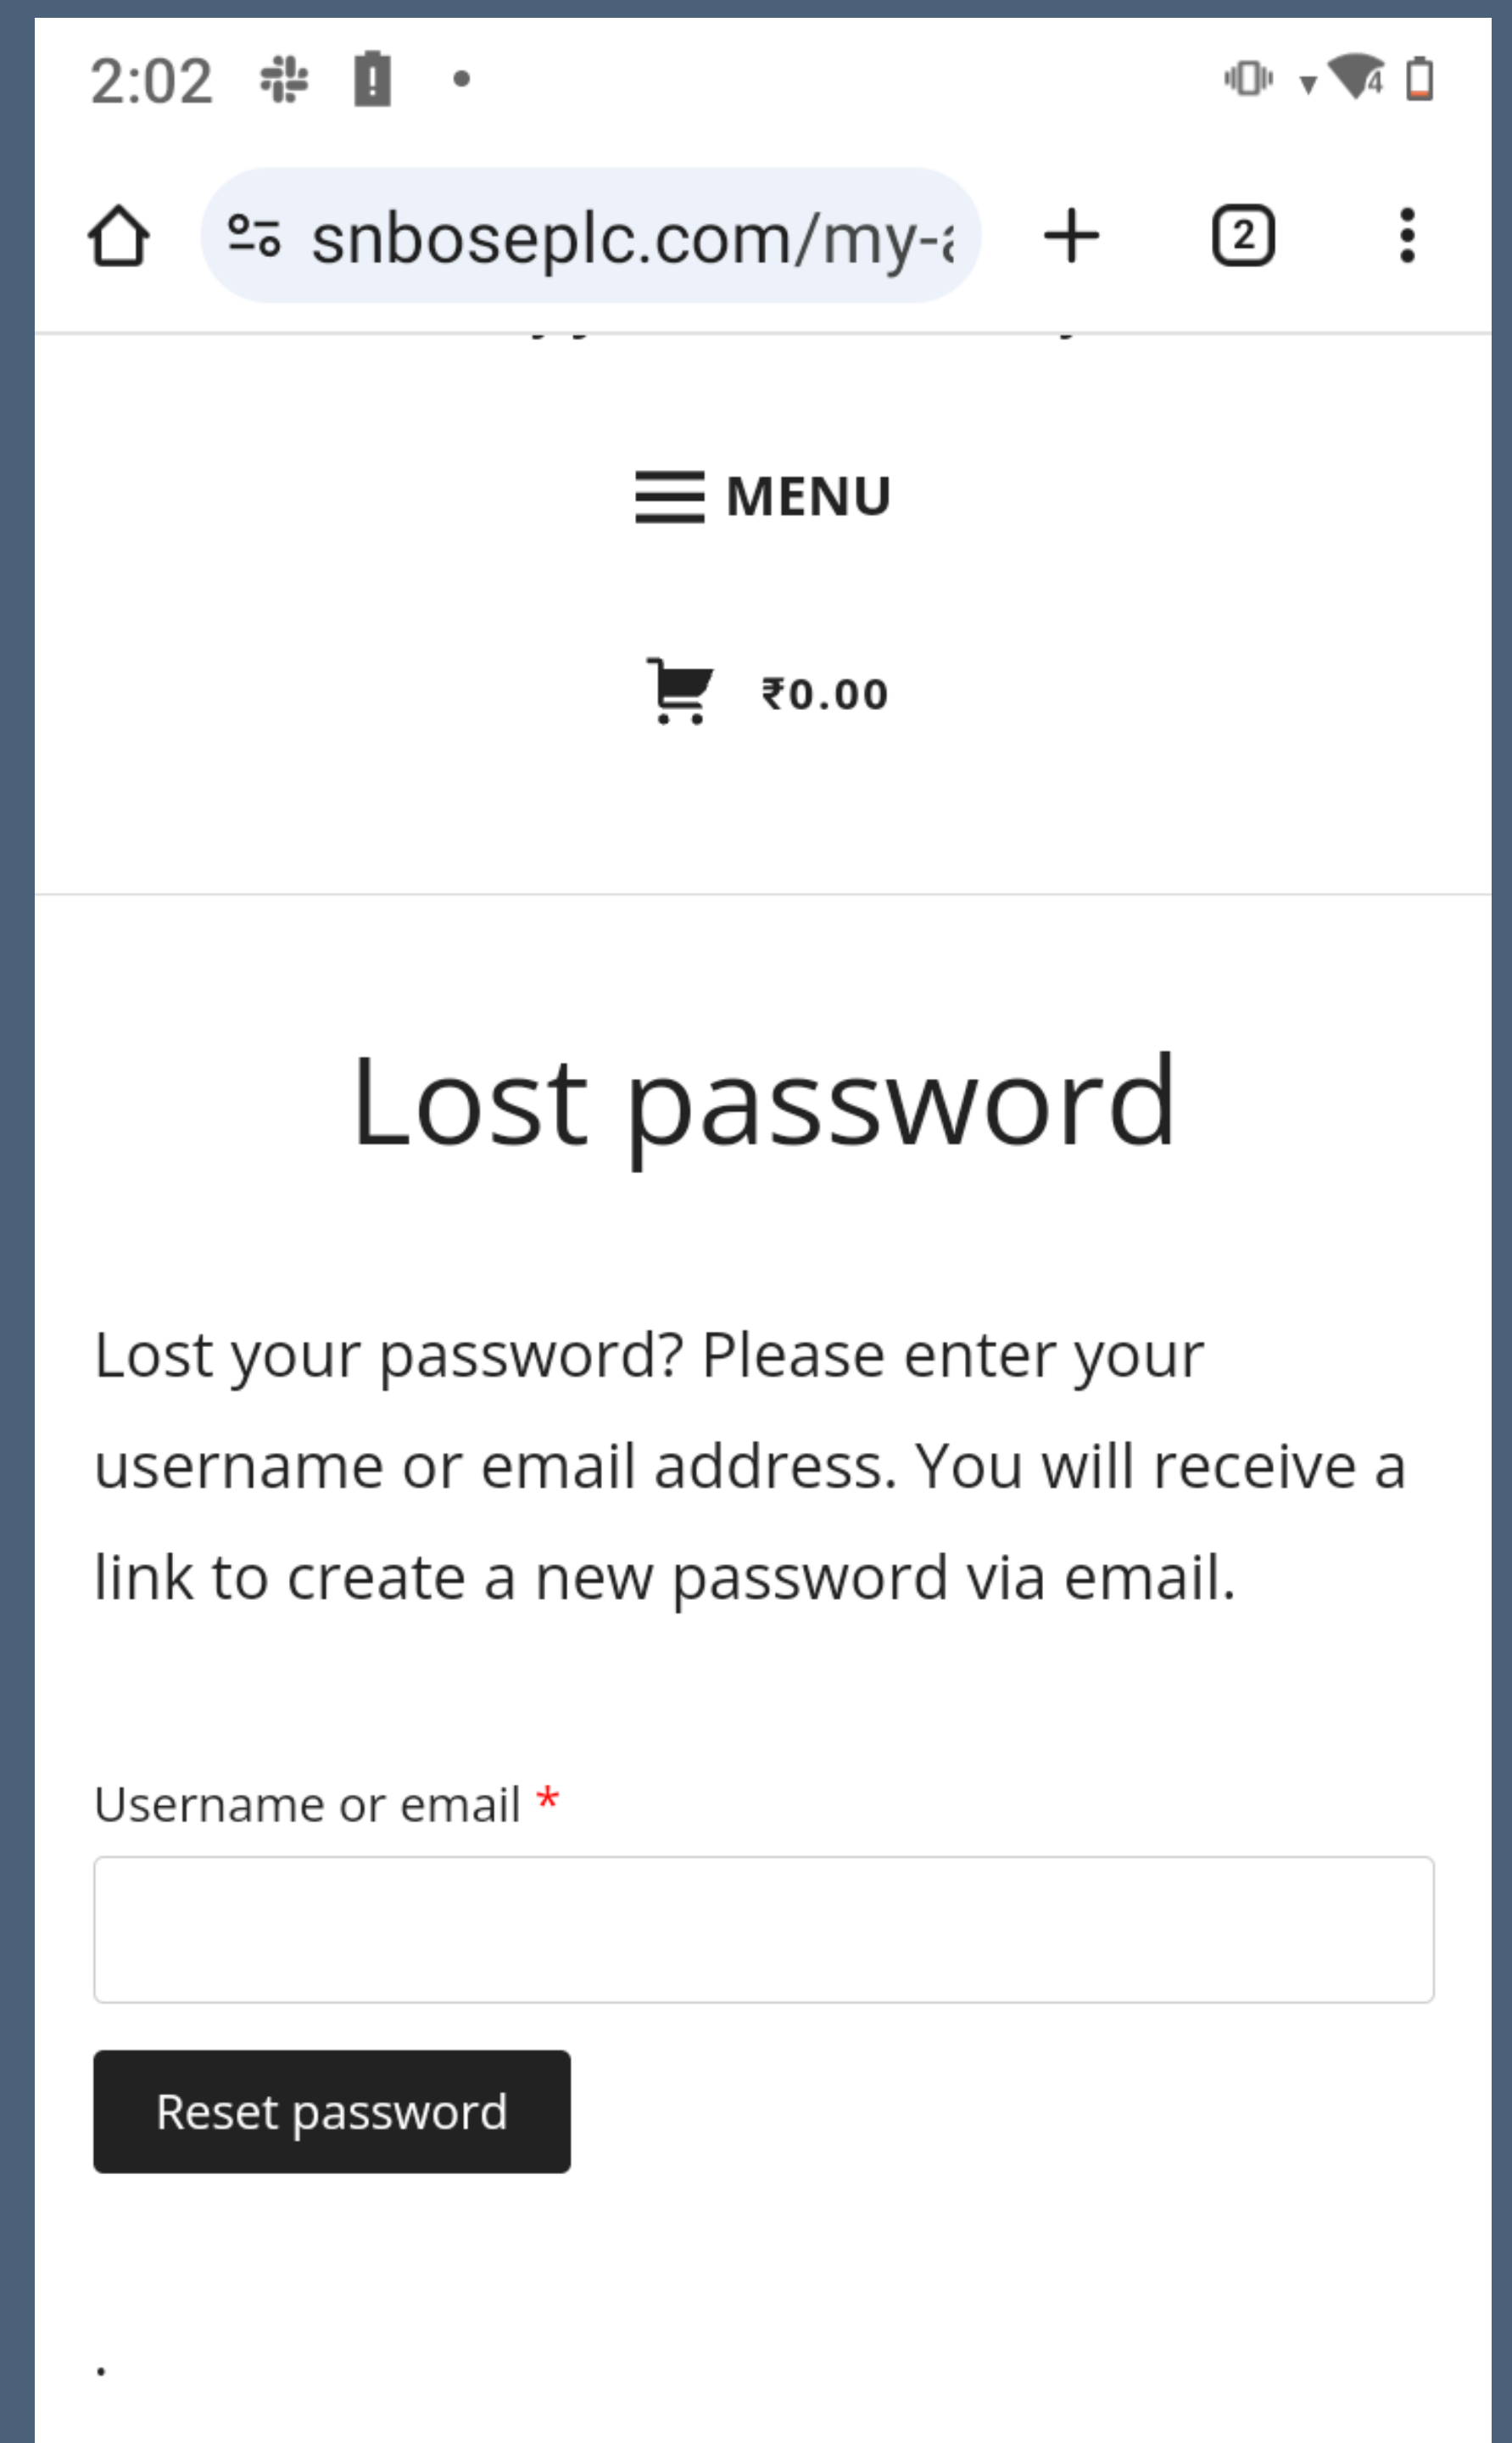 2:02
snboseplc.com/my-
2
MENU
₹0.00
Lost password
Lost your password? Please enter your
username or email address. You will receive a
link to create a new password via email.
Username or email *
Reset password
.